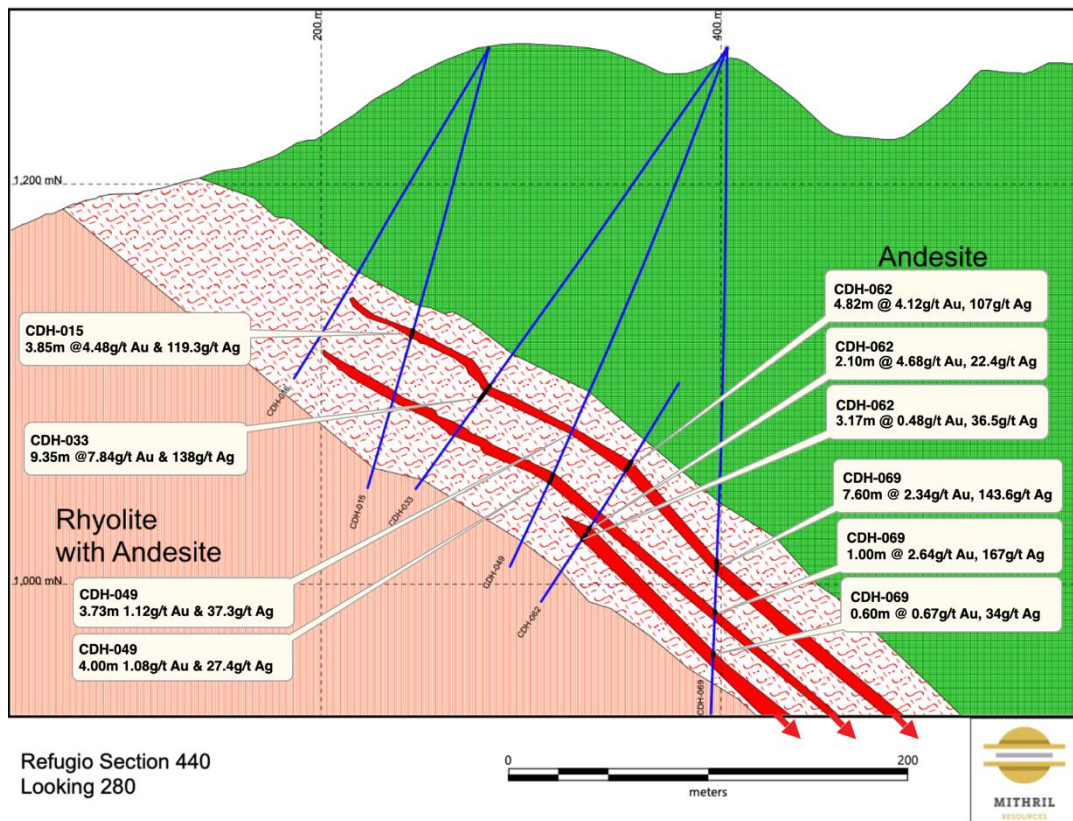 200 m
400 m
1,200 mN
Andesite
CDH-062
4.82m @ 4.12g/t Au, 107g/t Ag
CDH-015
3.85m @4.48g/t Au & 119.3g/t Ag
CDH-062
2.10m @ 4.68g/t Au, 22.4g/t Ag
CDH-016
CDH-062
3.17m @ 0.48g/t Au, 36.5g/t Ag
CDH-033
9.35m @7.84g/t Au & 138g/t Ag
CDH-015
CDH-033
CDH-069
7.60m @ 2.34g/t Au, 143.6g/t Ag
Rhyolite
with Andesite
CDH-049
CDH-069
1.00m @ 2.64g/t Au, 167g/t Ag
1,000 mN
CDH-049
3.73m 1.12g/t Au & 37.3g/t Ag
CDH-062
CDH-069
0.60m @ 0.67g/t Au, 34g/t Ag
CDH-049
4.00m 1.08g/t Au & 27.4g/t Ag
CDH-069
Refugio Section 440
Looking 280
0
200
meters
MITHRIL
RESOURCES